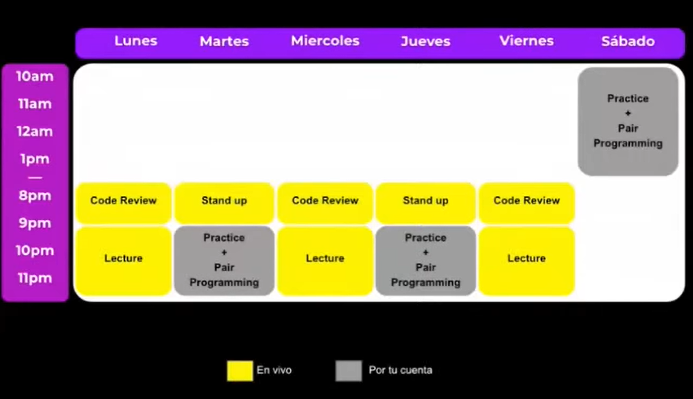 Lunes Martes Miercoles Jueves Viernes Sábado
10am
11am
12am
1pm
—
8pm
9pm
10pm
11pm
Practice
+
Pair
Programming
Code Review Stand up Code Review Stand up Code Review
Lecture
Practice
+
Pair
Programming
Lecture
Practice
+
Pair
Programming
Lecture
En vivo Por tu cuenta